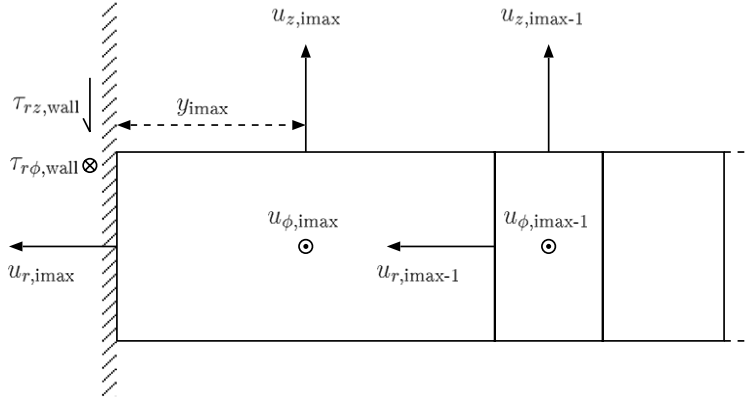 u_{z,imax}
u_{z,imax-1}
τ_{rz,wall}
y_{imax}
τ_{rϕ,wall}
u_{ϕ,imax}
u_{ϕ,imax-1}
u_{r,imax}
u_{r,imax-1}